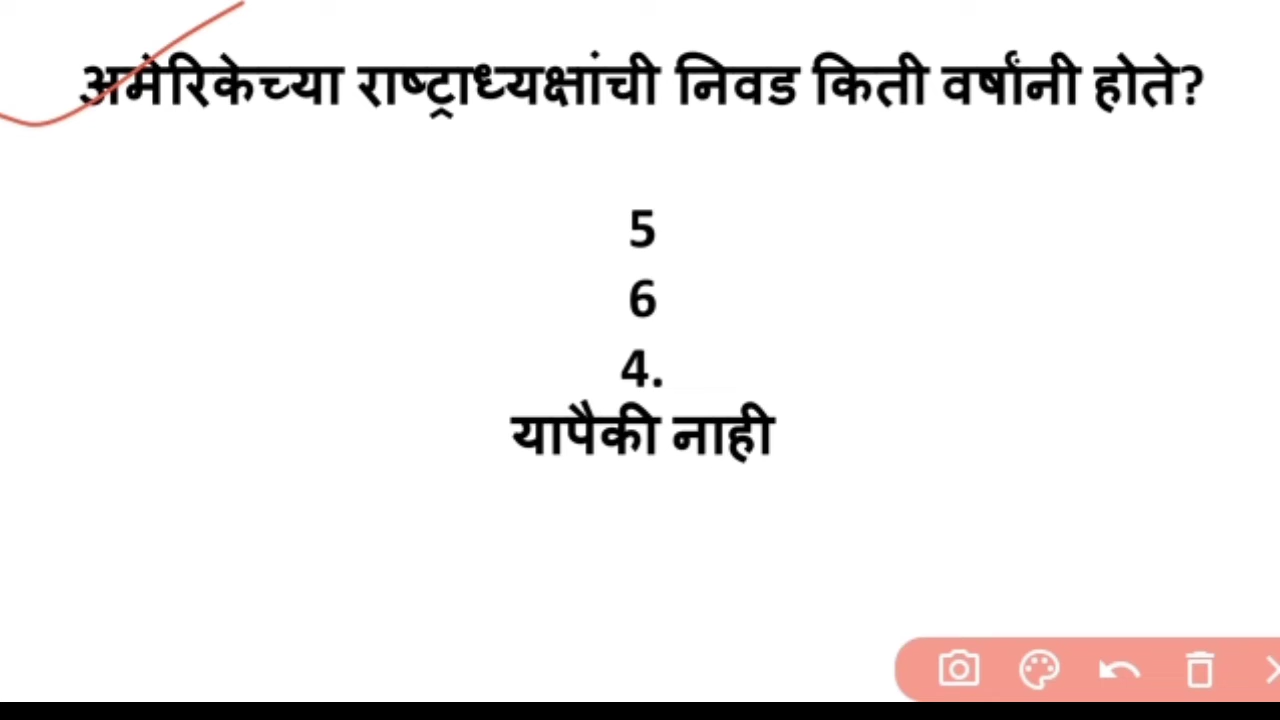 अमेरिकेच्या राष्ट्राध्यक्षांची निवड किती वर्षांनी होते?
5
6
4.
यापैकी नाही